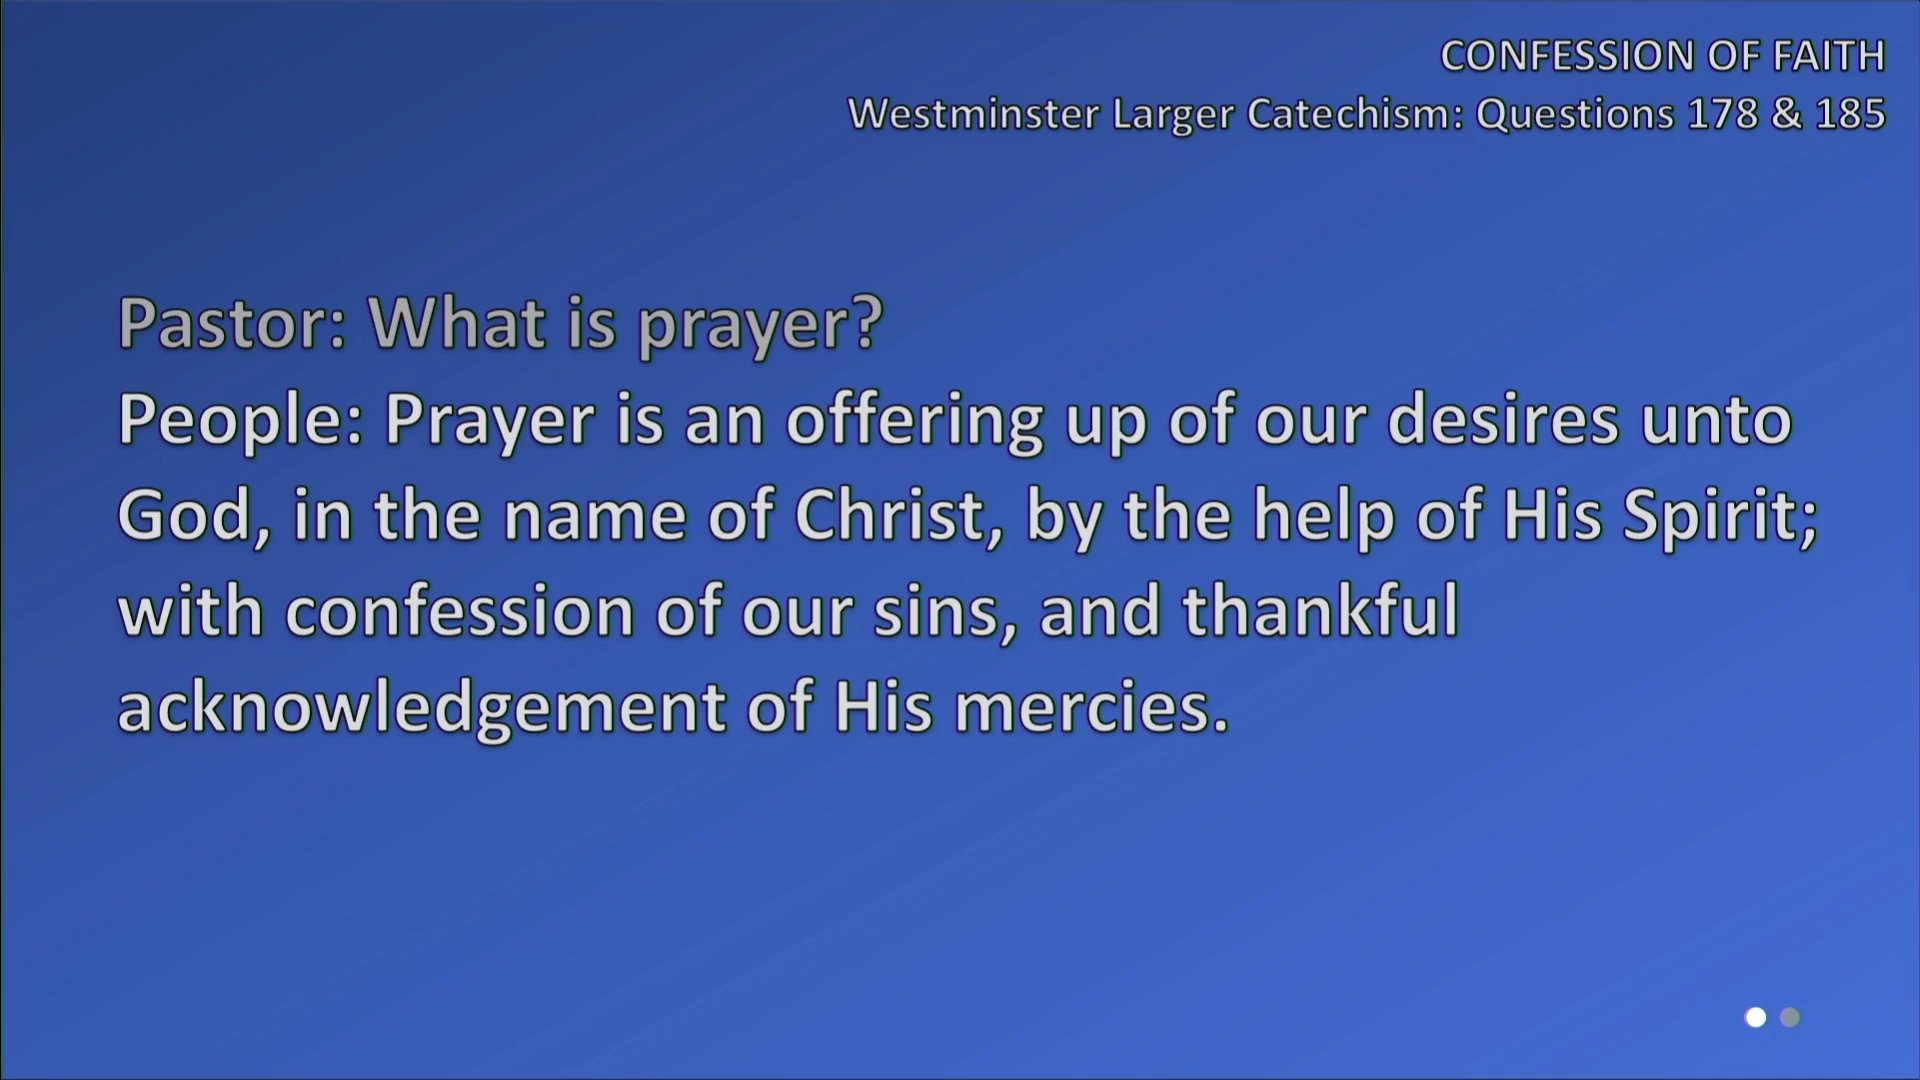 CONFESSION OF FAITH
Westminster Larger Catechism: Questions 178 & 185
Pastor: What is prayer?
People: Prayer is an offering up of our desires unto
God, in the name of Christ, by the help of His Spirit;
with confession of our sins, and thankful
acknowledgement of His mercies.